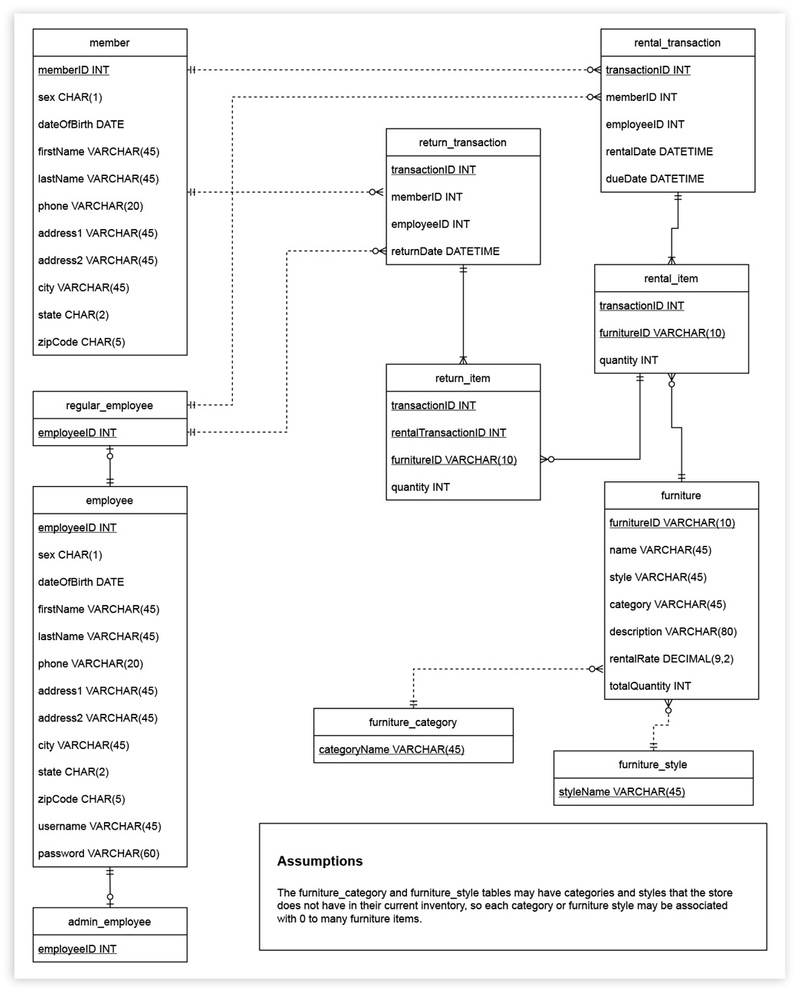 member
memberID INT
sex CHAR(1)
dateOfBirth DATE
firstName VARCHAR(45)
lastName VARCHAR(45)
phone VARCHAR(20)
address1 VARCHAR(45)
address2 VARCHAR(45)
city VARCHAR(45)
state CHAR(2)
zipCode CHAR(5)
rental_transaction
transactionID INT
memberID INT
employeeID INT
rentalDate DATETIME
dueDate DATETIME
return_transaction
transactionID INT
memberID INT
employeeID INT
returnDate DATETIME
rental_item
transactionID INT
furnitureID VARCHAR(10)
quantity INT
return_item
transactionID INT
rentalTransactionID INT
furnitureID VARCHAR(10)
quantity INT
regular_employee
employeeID INT
employee
employeeID INT
sex CHAR(1)
dateOfBirth DATE
firstName VARCHAR(45)
lastName VARCHAR(45)
phone VARCHAR(20)
address1 VARCHAR(45)
address2 VARCHAR(45)
city VARCHAR(45)
state CHAR(2)
zipCode CHAR(5)
username VARCHAR(45)
password VARCHAR(60)
furniture
furnitureID VARCHAR(10)
name VARCHAR(45)
style VARCHAR(45)
category VARCHAR(45)
description VARCHAR(80)
rentalRate DECIMAL(9,2)
totalQuantity INT
furniture_category
categoryName VARCHAR(45)
furniture_style
styleName VARCHAR(45)
admin_employee
employeeID INT
Assumptions
The furniture_category and furniture_style tables may have categories and styles that the store
does not have in their current inventory, so each category or furniture style may be associated
with 0 to many furniture items.